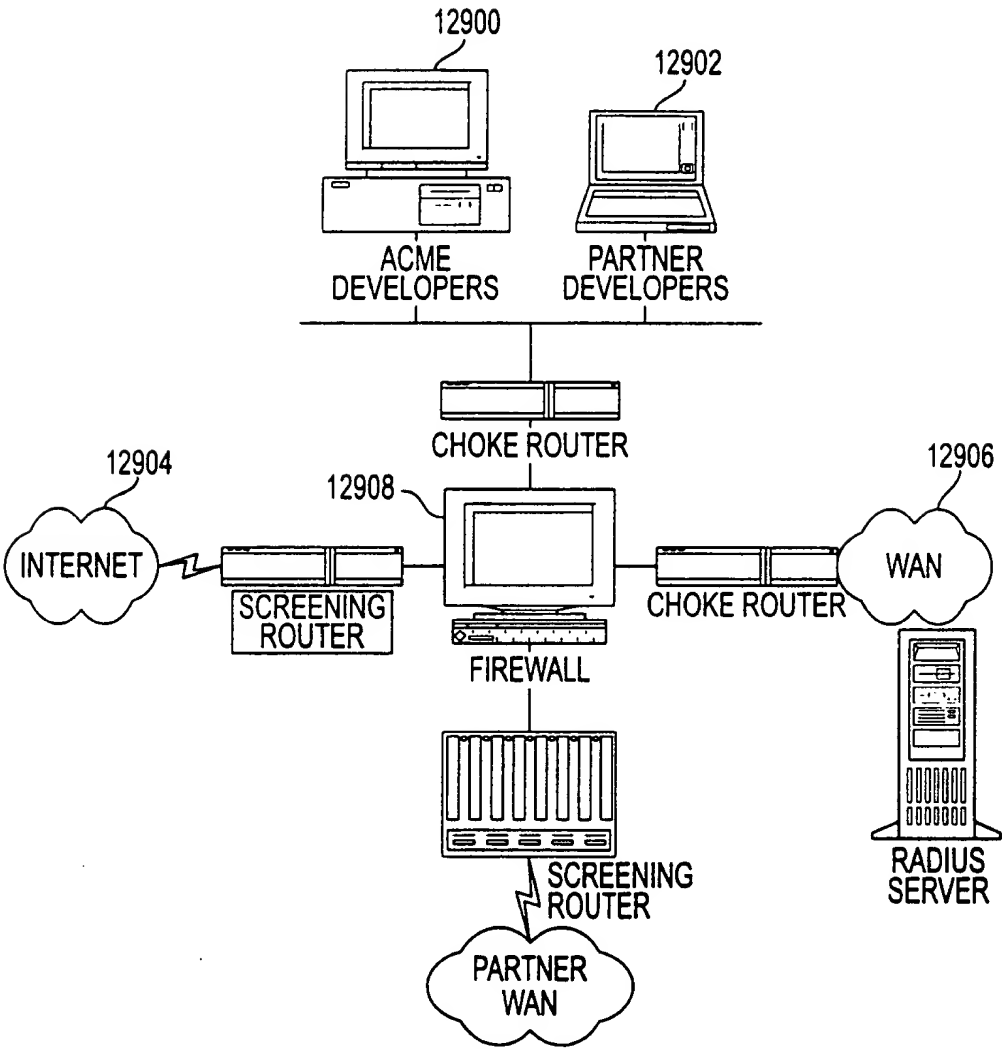 12900
12902
ACME
DEVELOPERS
PARTNER
DEVELOPERS
CHOKE ROUTER
12904
12908
12906
INTERNET
SCREENING
ROUTER
FIREWALL
CHOKE ROUTER
WAN
SCREENING
ROUTER
RADIUS
SERVER
PARTNER
WAN